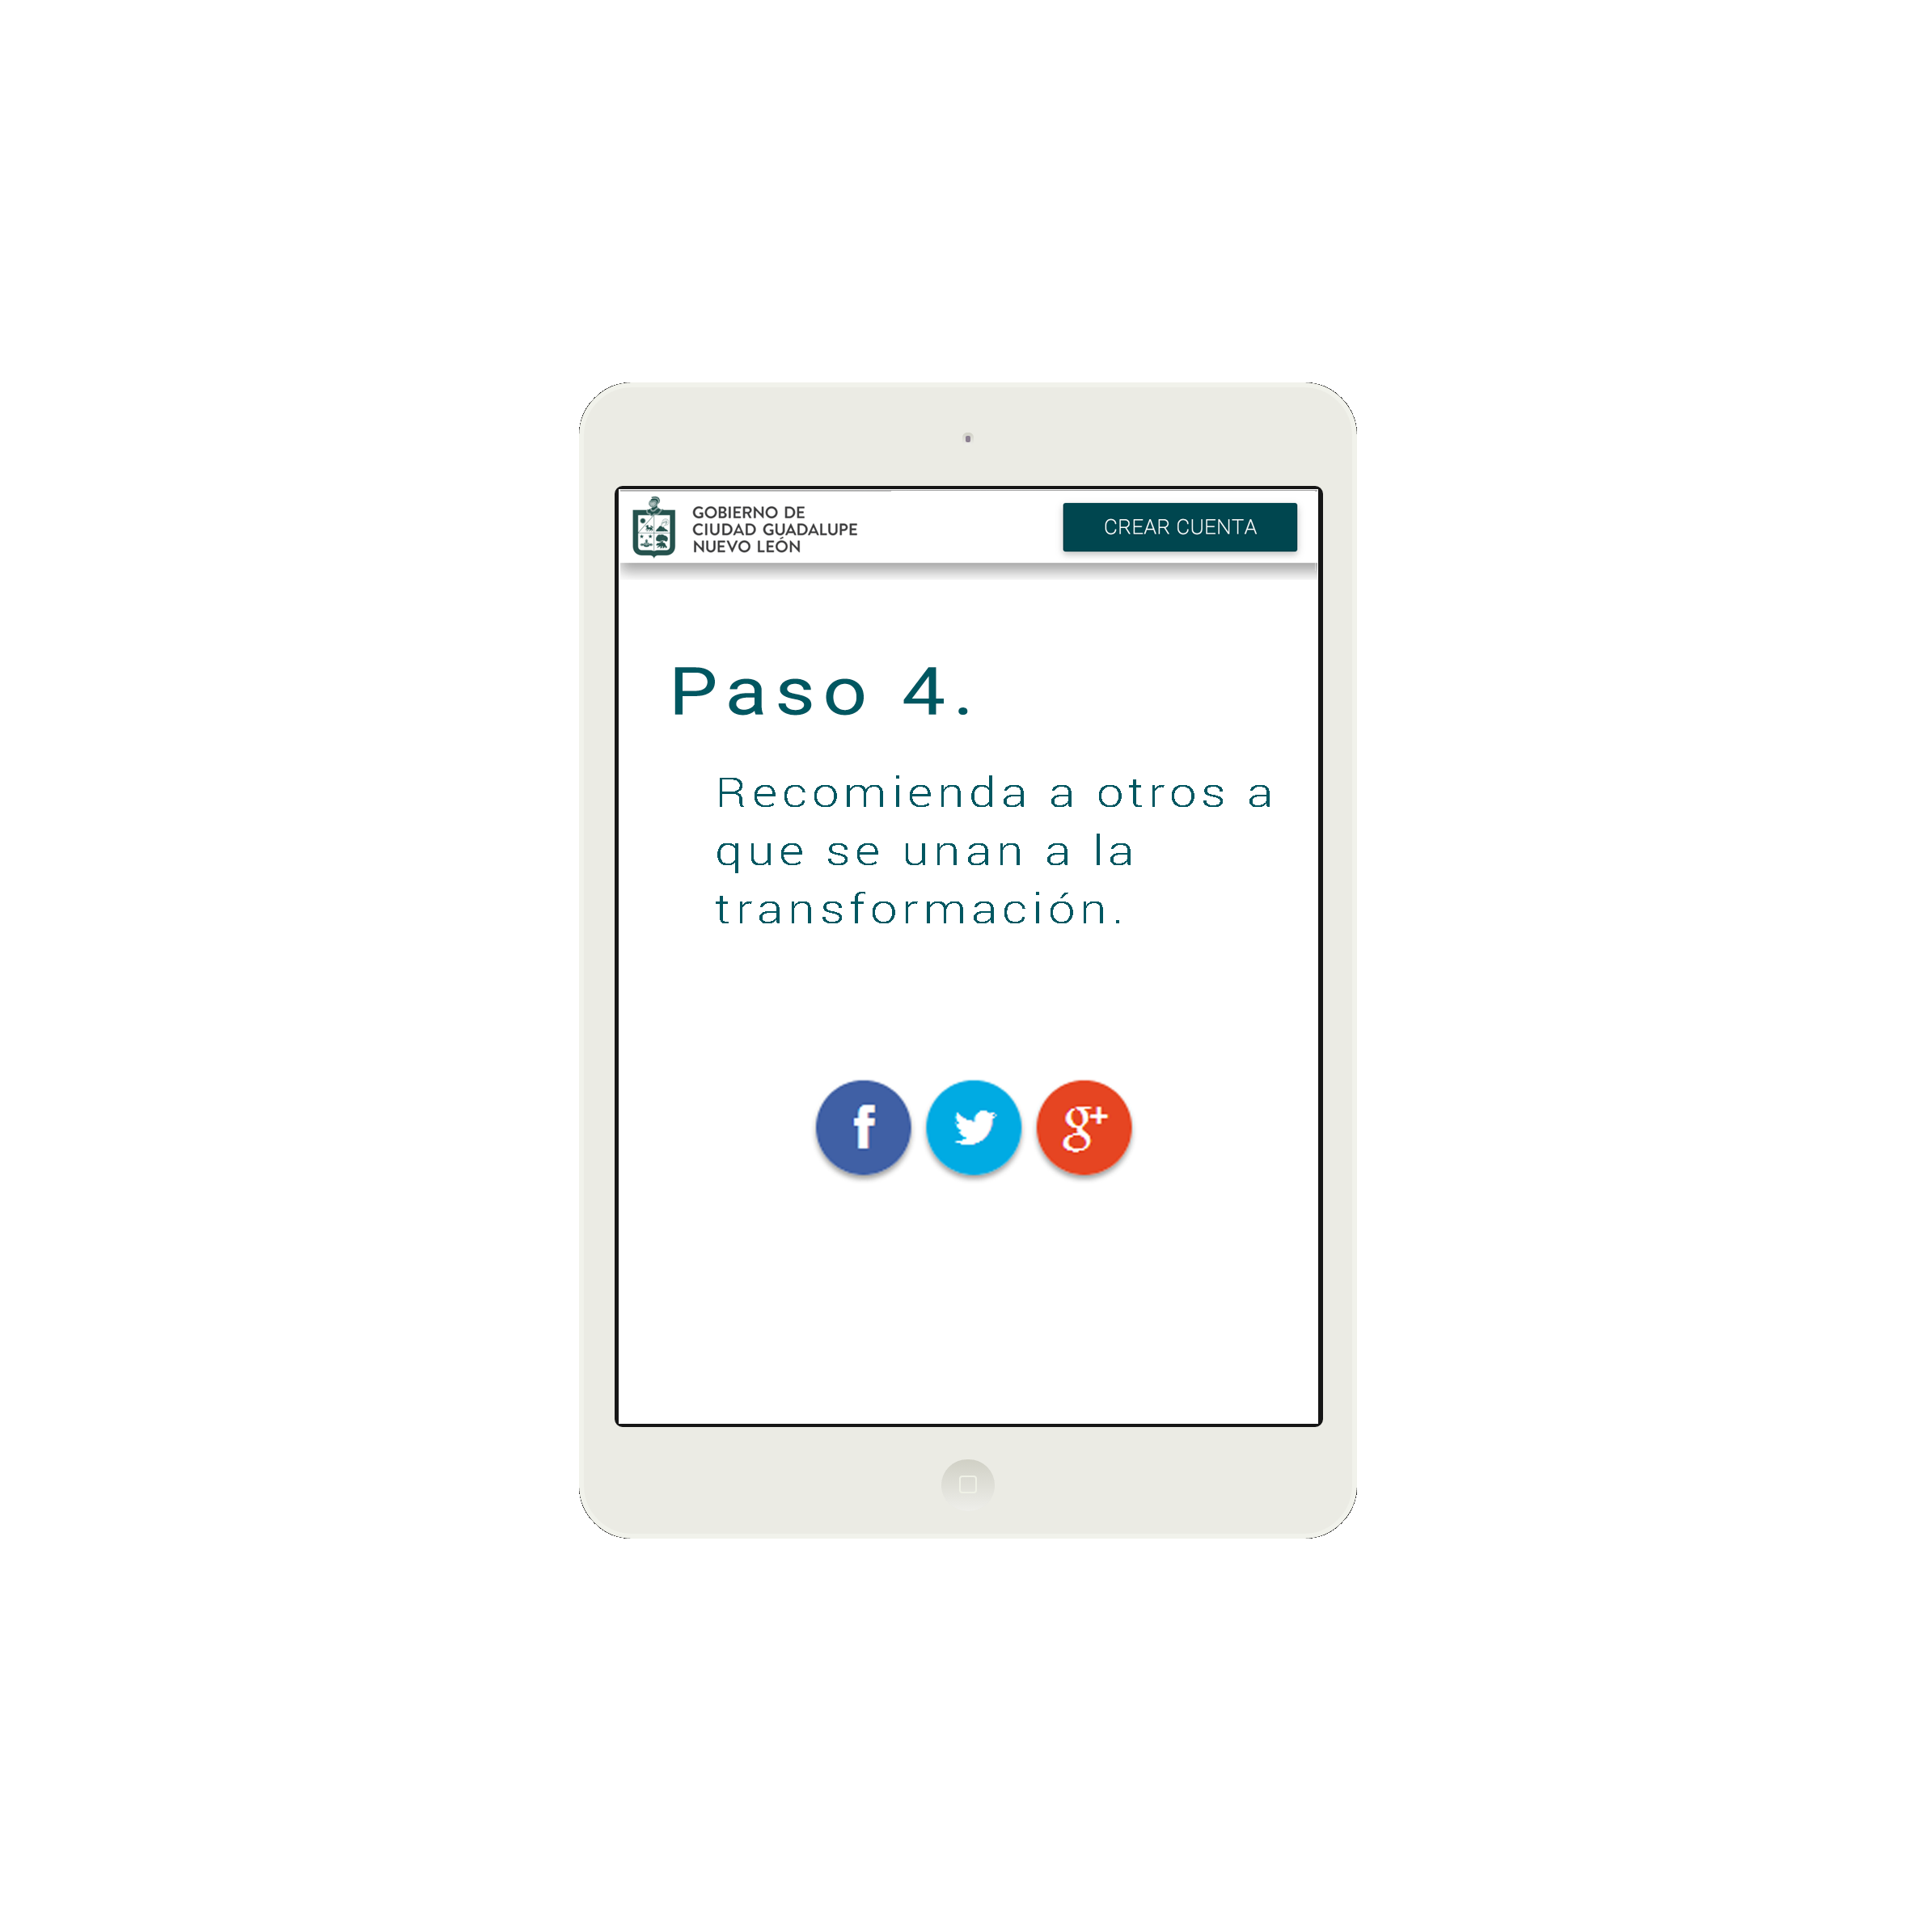 GOBIERNO DE
CIUDAD GUADALUPE
NUEVO LEÓN
CREAR CUENTA
Paso 4.
Recomienda a otros a
que se unan a la
transformación.
f
g+